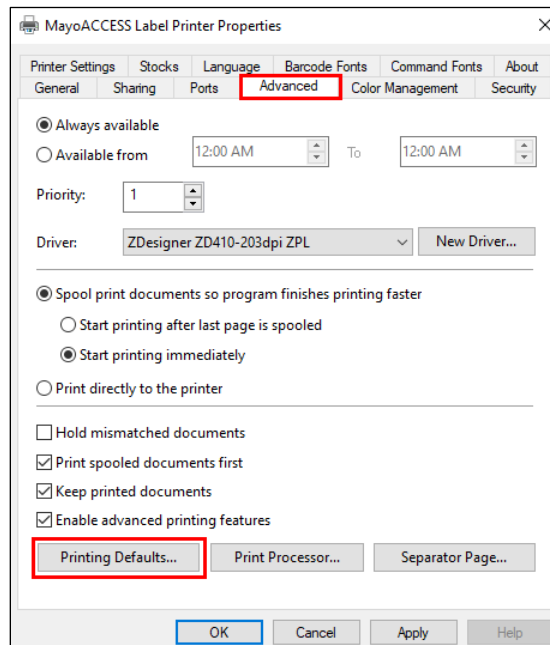 MayoACCESS Label Printer Properties
Printer Settings Stocks Language Barcode Fonts Command Fonts About
General Sharing Ports Advanced Color Management Security
Always available
Available from 12:00 AM To 12:00 AM
Priority: 1
Driver: ZDesigner ZD410-203dpi ZPL New Driver...
Spool print documents so program finishes printing faster
Start printing after last page is spooled
Start printing immediately
Print directly to the printer
Hold mismatched documents
Print spooled documents first
Keep printed documents
Enable advanced printing features
Printing Defaults... Print Processor... Separator Page...
OK Cancel Apply Help